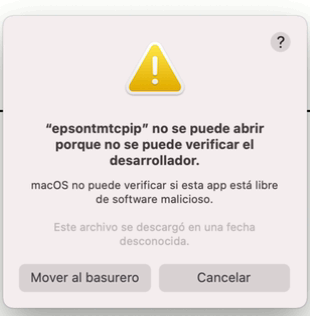 ?
“epsontmtcpip” no se puede abrir
porque no se puede verificar el
desarrollador.
macOS no puede verificar si esta app está libre
de software malicioso.
Este archivo se descargó en una fecha
desconocida.
Mover al basurero Cancelar